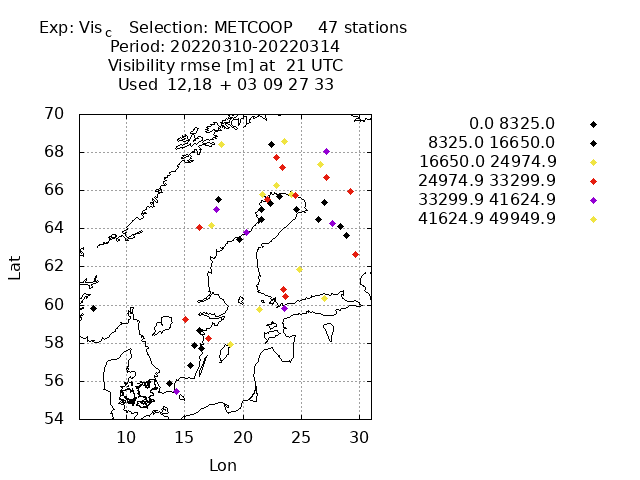 Exp: Vis c   Selection: METCOOP     47 stations
Period: 20220310-20220314
Visibility rmse [m] at  21 UTC
Used  12,18 + 03 09 27 33
0.0 8325.0
8325.0 16650.0
16650.0 24974.9
24974.9 33299.9
33299.9 41624.9
41624.9 49949.9
70
68
66
64
62
60
58
56
54
Lat
10 15 20 25 30
Lon